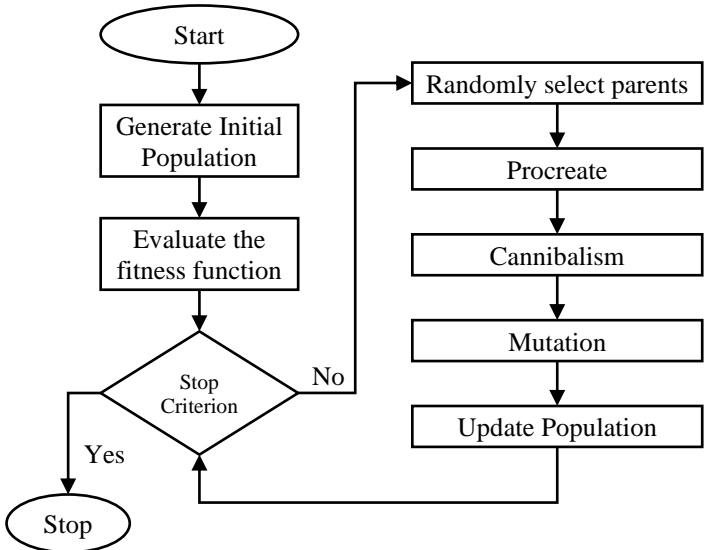 Start
Generate Initial
Population
Evaluate the
fitness function
Stop
Criterion
No
Yes
Stop
Randomly select parents
Procreate
Cannibalism
Mutation
Update Population